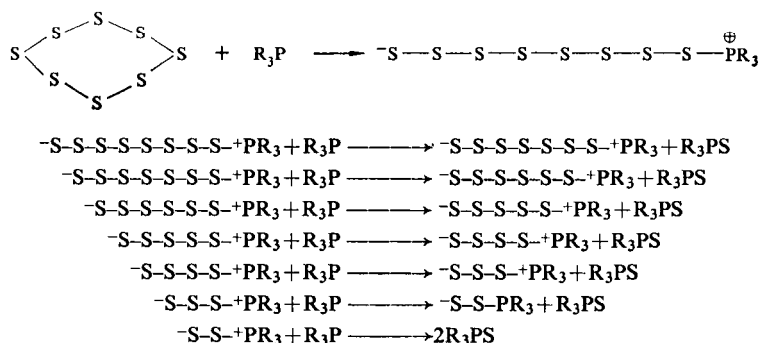 S
S S
S S + R₃P ⟶ ⁻S—S—S—S—S—S—S—S—P⊕R₃
S S
S
⁻S–S–S–S–S–S–S–S–⁺PR₃+R₃P ⟶ ⁻S–S–S–S–S–S–S–⁺PR₃+R₃PS
⁻S–S–S–S–S–S–S–⁺PR₃+R₃P ⟶ ⁻S–S–S–S–S–S–⁺PR₃+R₃PS
⁻S–S–S–S–S–S–⁺PR₃+R₃P ⟶ ⁻S–S–S–S–S–⁺PR₃+R₃PS
⁻S–S–S–S–S–⁺PR₃+R₃P ⟶ ⁻S–S–S–S–⁺PR₃+R₃PS
⁻S–S–S–S–⁺PR₃+R₃P ⟶ ⁻S–S–S–⁺PR₃+R₃PS
⁻S–S–S–⁺PR₃+R₃P ⟶ ⁻S–S–PR₃+R₃PS
⁻S–S–⁺PR₃+R₃P ⟶ 2R₃PS